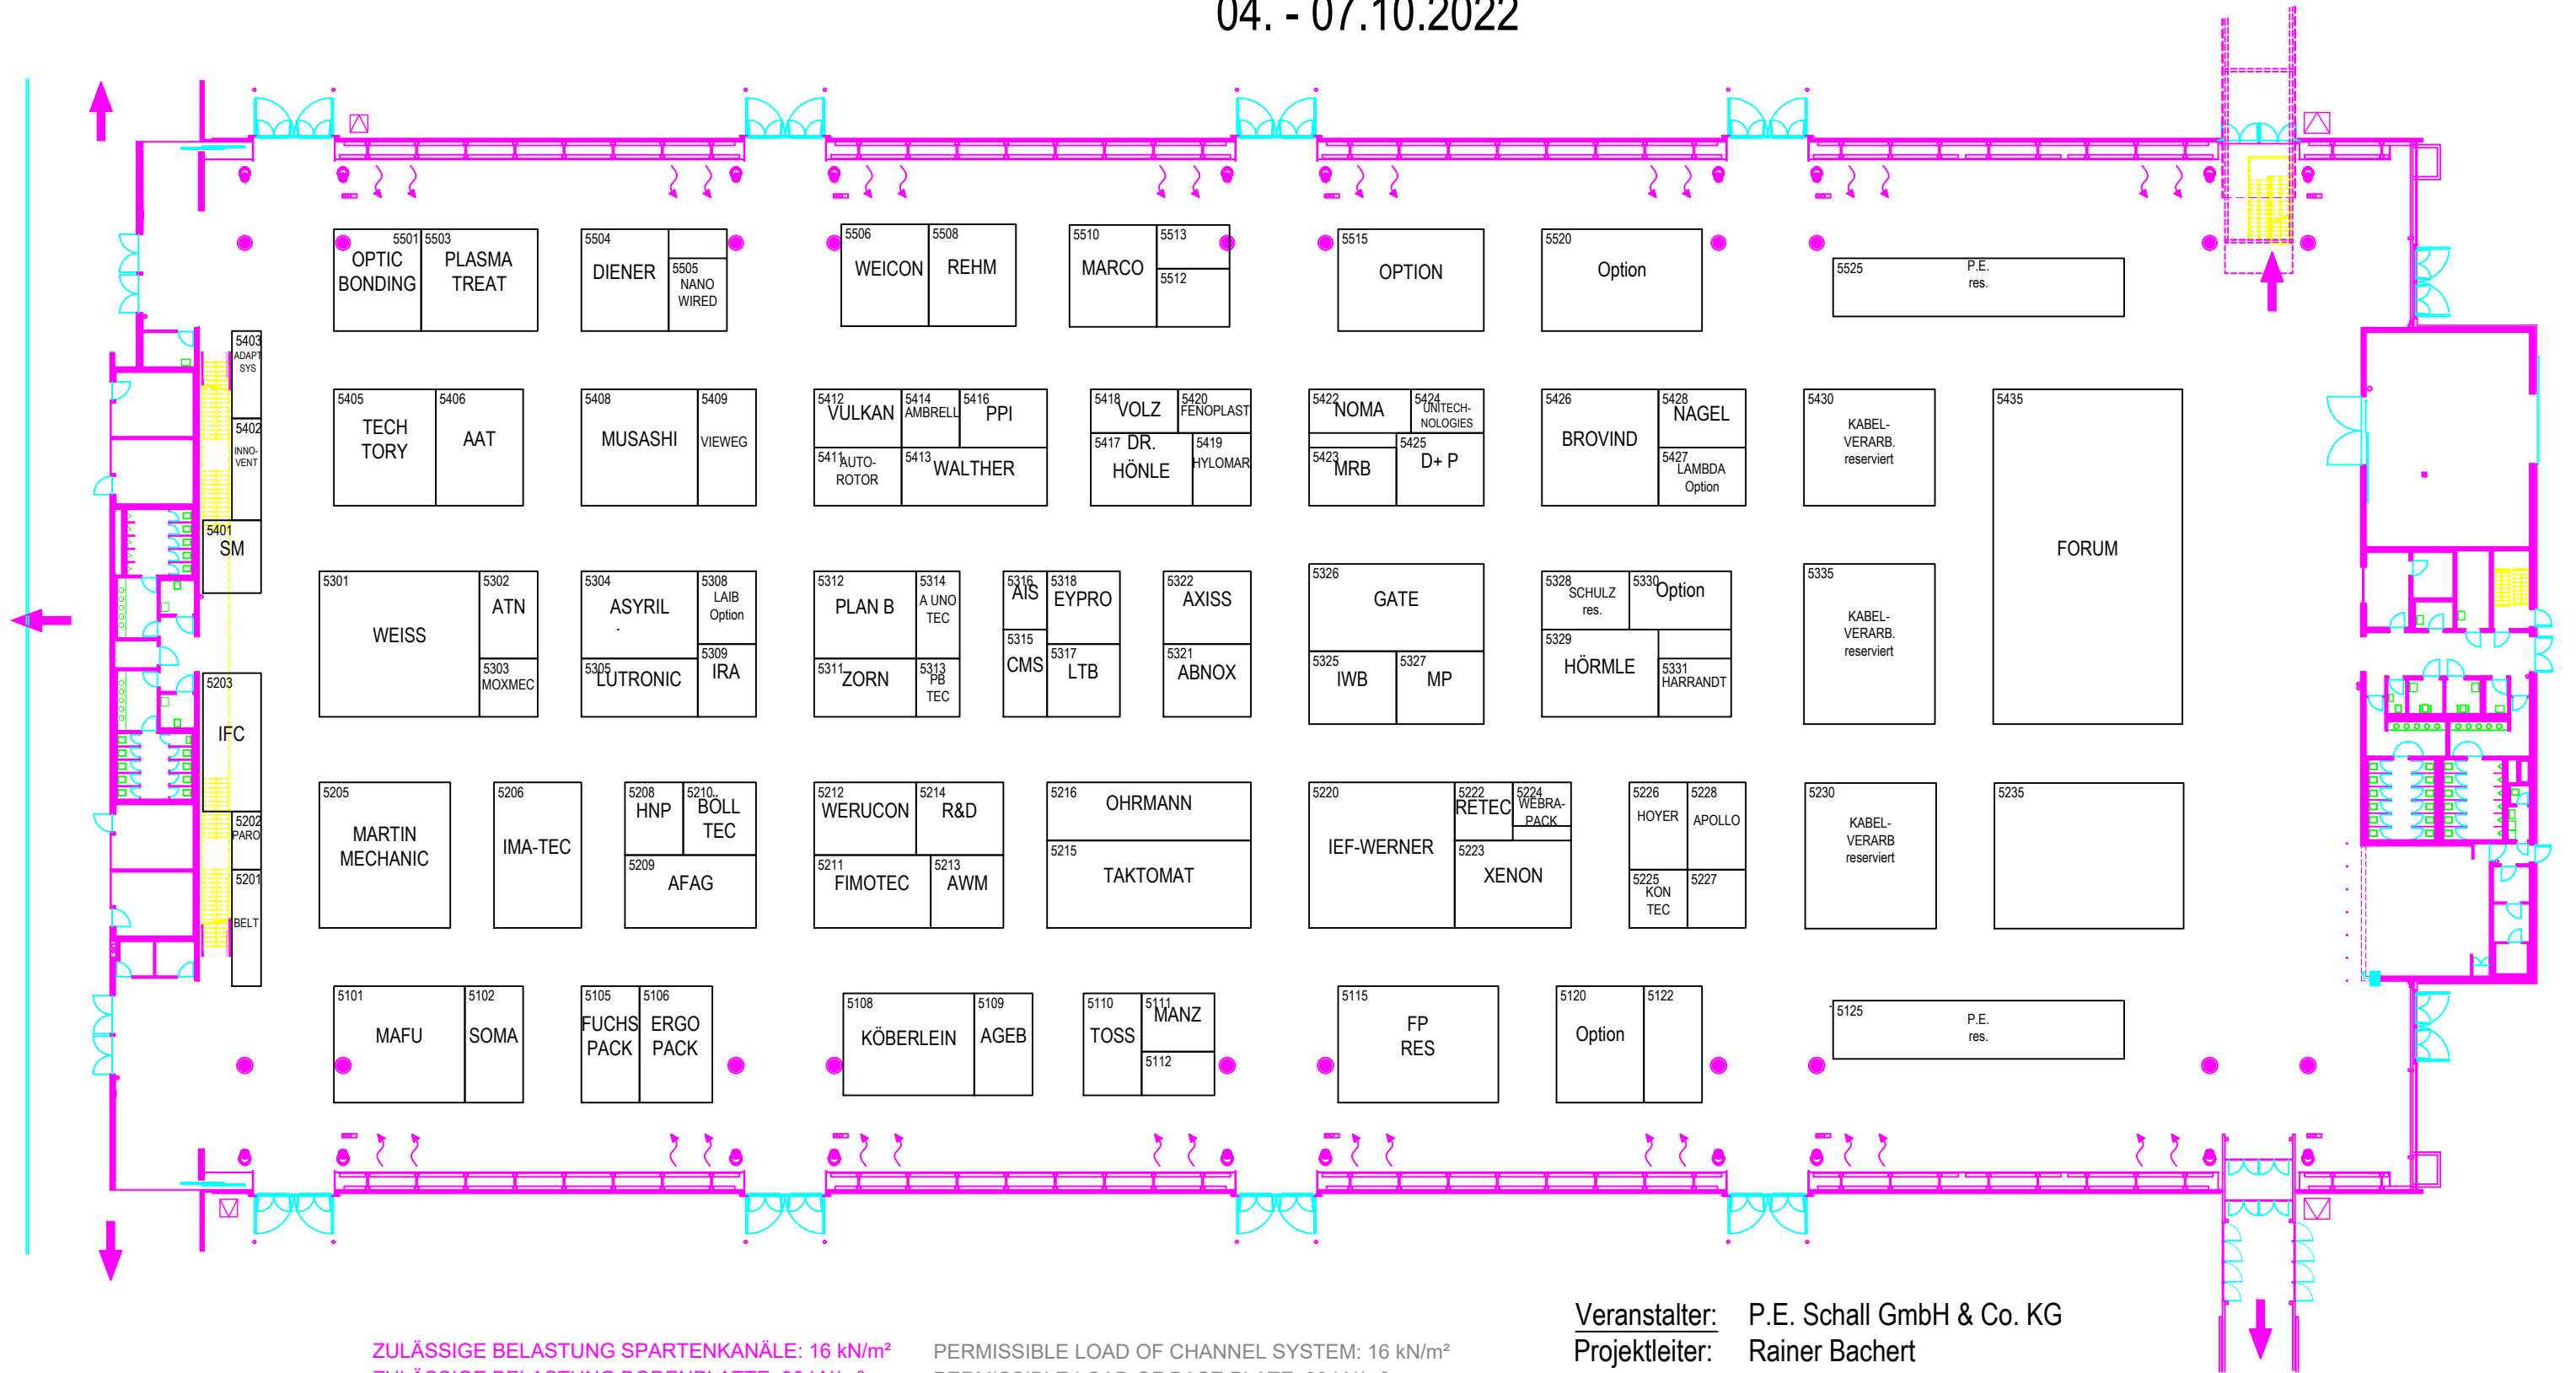 04. - 07.10.2022
5501
OPTIC
BONDING
5503
PLASMA
TREAT
5504
DIENER
5505
NANO
WIRED
5506
WEICON
5508
REHM
5510
MARCO
5513
5512
5515
OPTION
5520
Option
5525
P.E.
res.
5403
ADAPT
SYS
5402
INNO-
VENT
5401
SM
5405
TECH
TORY
5406
AAT
5408
MUSASHI
5409
VIEWEG
5412
VULKAN
5414
AMBRELL
5416
PPI
5411
AUTO-
ROTOR
5413
WALTHER
5418
VOLZ
5420
FENOPLAST
5417
DR.
HÖNLE
5419
HYLOMAR
5422
NOMA
5424
UNITECH-
NOLOGIES
5423
MRB
5425
D+ P
5426
BROVIND
5428
NAGEL
5427
LAMBDA
Option
5430
KABEL-
VERARB.
reserviert
5435
FORUM
5301
WEISS
5302
ATN
5303
MOXMEC
5304
ASYRIL
.
5305
LUTRONIC
5308
LAIB
Option
5309
IRA
5312
PLAN B
5314
A UNO
TEC
5311
ZORN
5313
PB
TEC
5316
AIS
5318
EYPRO
5315
CMS
5317
LTB
5322
AXISS
5321
ABNOX
5326
GATE
5325
IWB
5327
MP
5328
SCHULZ
res.
5330
Option
5329
HÖRMLE
5331
HARRANDT
5335
KABEL-
VERARB.
reserviert
5203
IFC
5202
PARO
5201
BELT
5205
MARTIN
MECHANIC
5206
IMA-TEC
5208
HNP
5210
BÖLL
TEC
5209
AFAG
5212
WERUCON
5214
R&D
5211
FIMOTEC
5213
AWM
5216
OHRMANN
5215
TAKTOMAT
5220
IEF-WERNER
5222
RETEC
5224
WEBRA-
PACK
5223
XENON
5226
HOYER
5228
APOLLO
5225
KON
TEC
5227
5230
KABEL-
VERARB
reserviert
5235
5101
MAFU
5102
SOMA
5105
FUCHS
PACK
5106
ERGO
PACK
5108
KÖBERLEIN
5109
AGEB
5110
TOSS
5111
MANZ
5112
5115
FP
RES
5120
Option
5122
5125
P.E.
res.
Veranstalter: P.E. Schall GmbH & Co. KG
Projektleiter: Rainer Bachert
ZULÄSSIGE BELASTUNG SPARTENKANÄLE: 16 kN/m²
PERMISSIBLE LOAD OF CHANNEL SYSTEM: 16 kN/m²